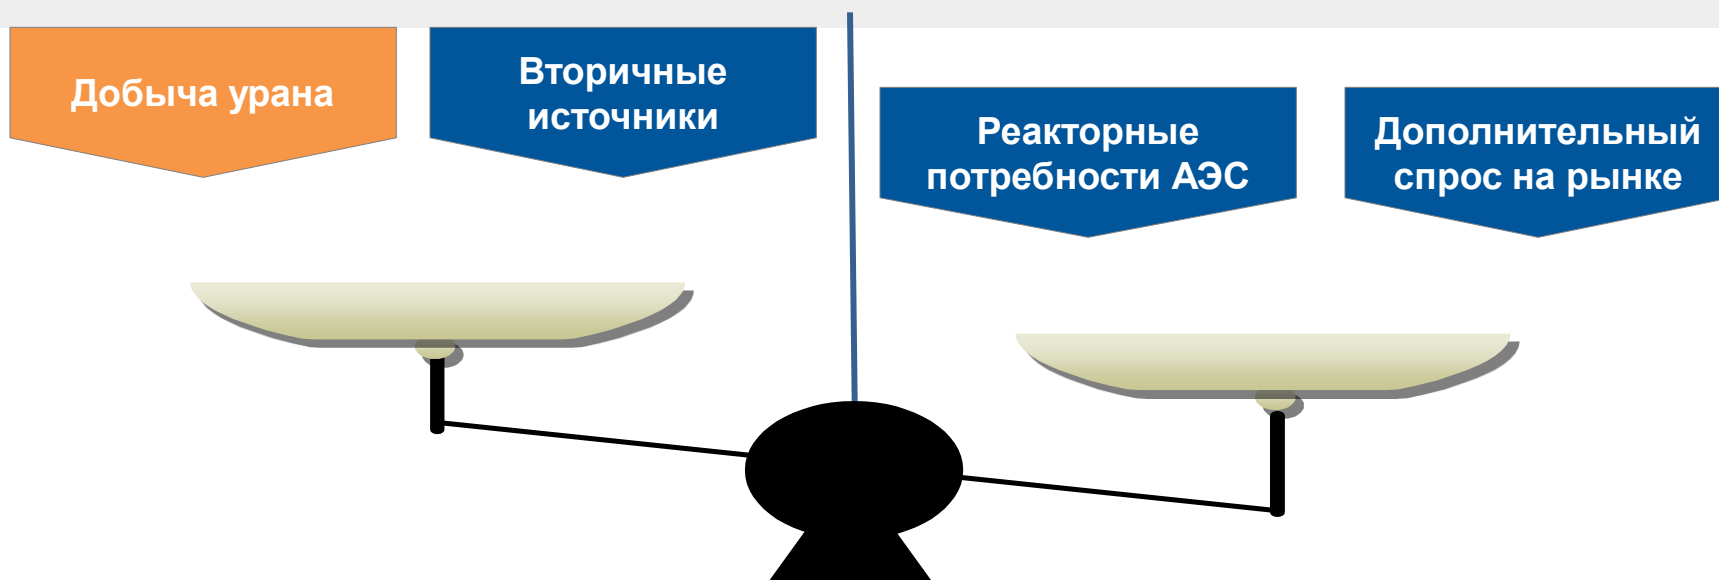 Добыча урана
Вторичные
источники
Реакторные
потребности АЭС
Дополнительный
спрос на рынке